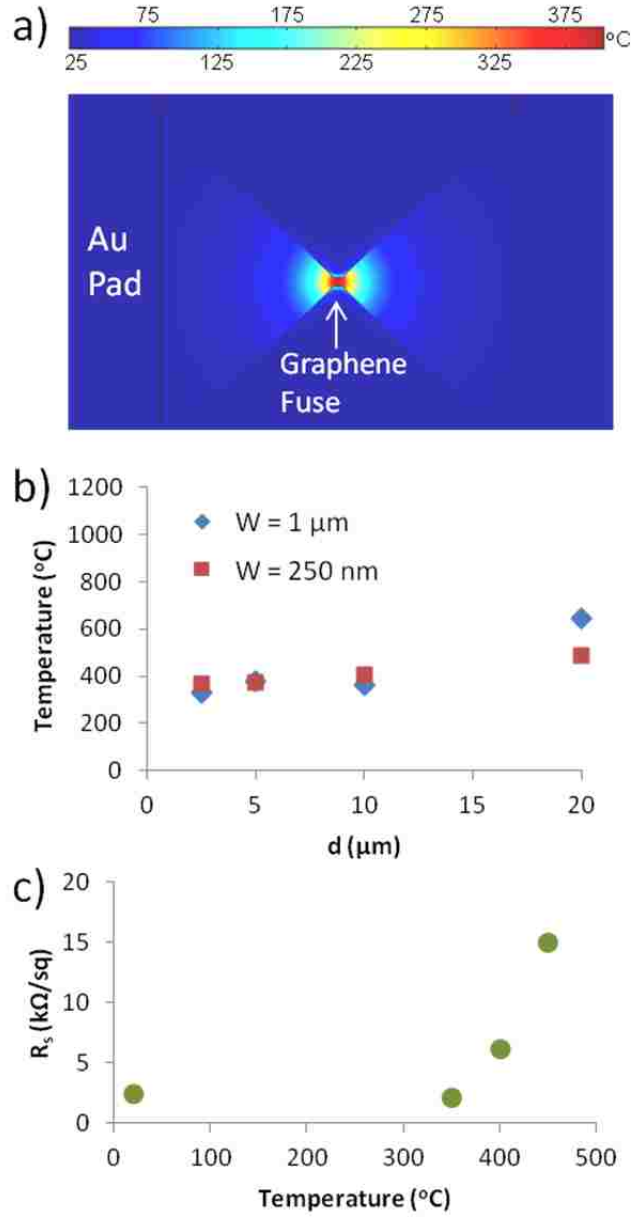 a)
75 175 275 375
25 125 225 325
°C
Au
Pad
Graphene
Fuse
b)
1200
1000
800
600
400
200
0
Temperature (°C)
W = 1 µm
W = 250 nm
0 5 10 15 20
d (µm)
c)
20
15
10
5
0
Rₛ (kΩ/sq)
0 100 200 300 400 500
Temperature (°C)